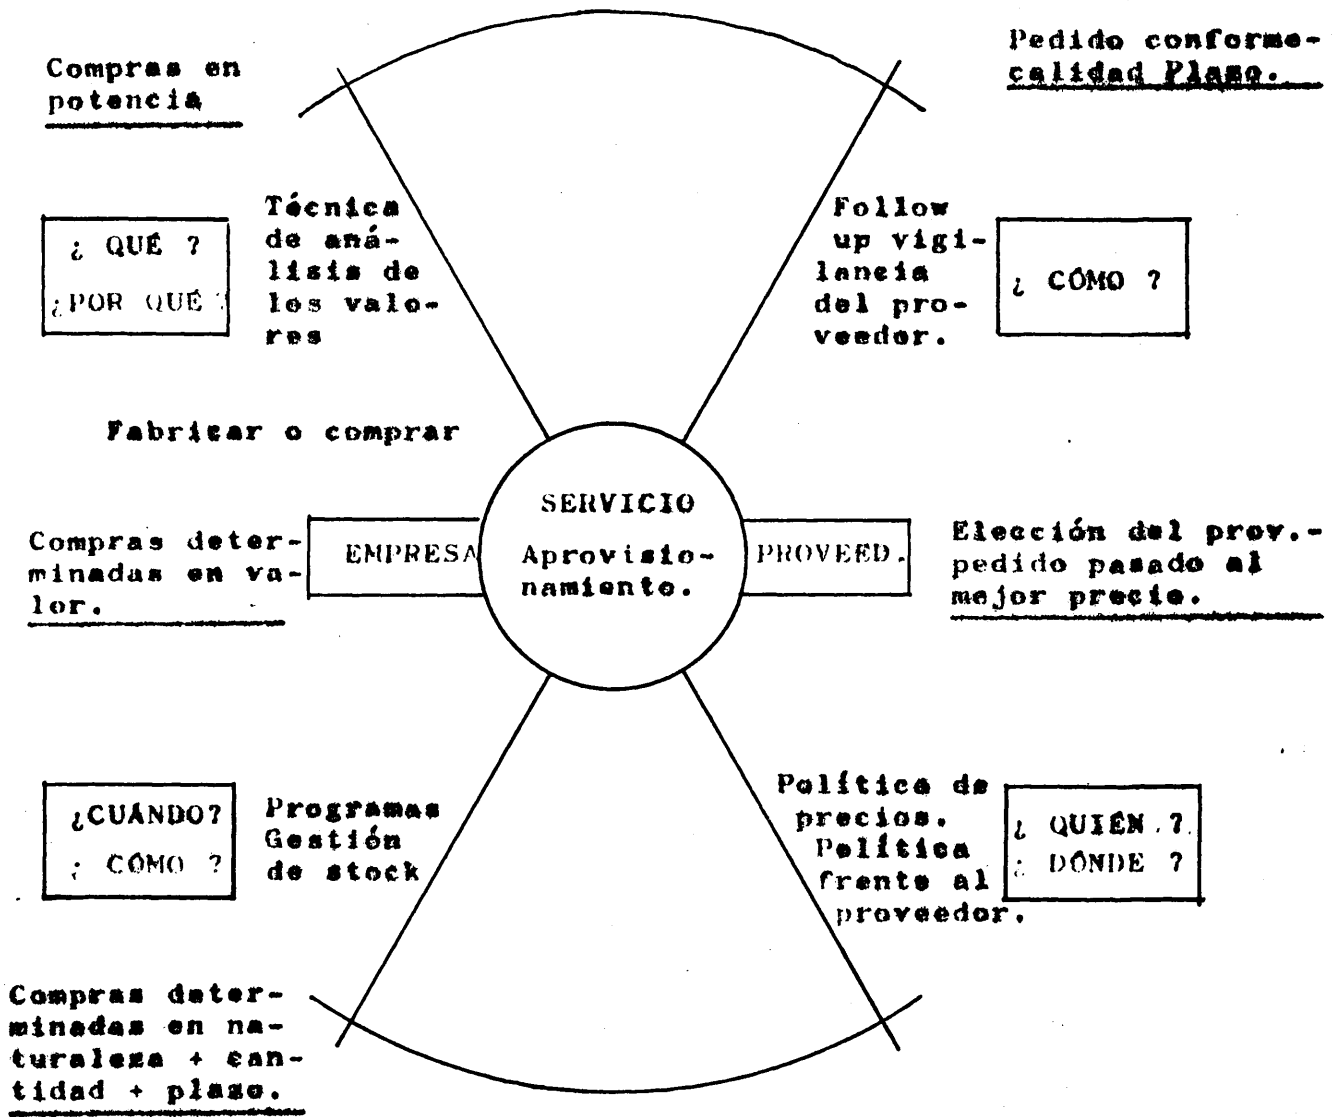 Compras en
potencia
Pedido conforme-
calidad Plazo.
¿ QUÉ ?
¿POR QUÉ ?
Técnica
de aná-
lisis de
los valo-
res
Follow
up vigi-
lancia
del pro-
veedor.
¿ CÓMO ?
Fabricar o comprar
Compras deter-
minadas en va-
lor.
EMPRESA
SERVICIO
Aprovisio-
namiento.
PROVEED.
Elección del prov.-
pedido pasado al
mejor precio.
¿CUÁNDO?
¿ CÓMO ?
Programas
Gestión
de stock
Política de
precios.
Política
frente al
proveedor.
¿ QUIÉN ?
¿ DÓNDE ?
Compras deter-
minadas en na-
turaleza + can-
tidad + plazo.